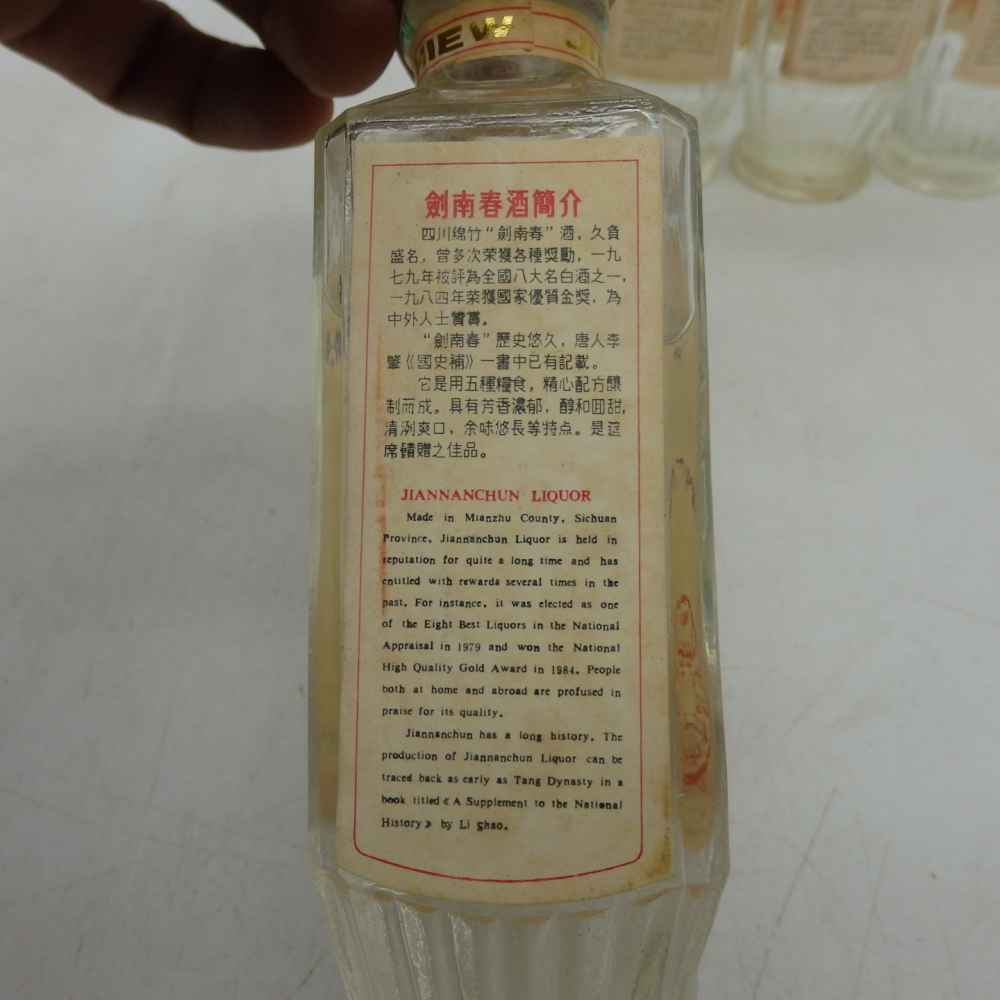 IEW
劍南春酒簡介
四川绵竹“劍南春”酒，久負
盛名，曾多次荣獲各種獎勵，一九
七九年被評為全國八大名白酒之一，
一九八四年荣獲國家優質金獎，為
中外人士賞
“劍南春”歷史悠久，唐人李
肇《國史補》一書中已有記載。
它是用五種糧食，精心配方釀
制而成。具有芳香濃郁，醇和回甜，
清洌爽口，余味悠長等特点。是筵
席饋贈之佳品。
JIANNANCHUN LIQUOR
Made in Mianzhu County, Sichuan
Province, Jiannanchun Liquor is held in
reputation for quite a long time and has
entitled with rewards several times in the
past. For instance, it was elected as one
of the Eight Best Liquors in the National
Appraisal in 1979 and won the National
High Quality Gold Award in 1984. People
both at home and abroad are profused in
praise for its quality.
Jiannanchun has a long history. The
production of Jiannanchun Liquor can be
traced back as early as Tang Dynasty in a
book titled《A Supplement to the National
History》by Li Zhao.